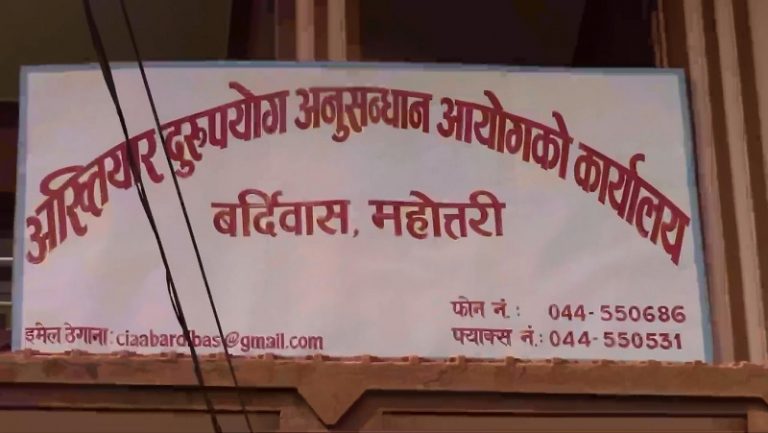 अख्तियार दुरुपयोग अनुसन्धान आयोगको कार्यालय
बर्दिवास, महोत्तरी
फोन नं. : 044-550686
इमेल ठेगाना: ciaabardibas@gmail.com
फ्याक्स नं.: 044-550531